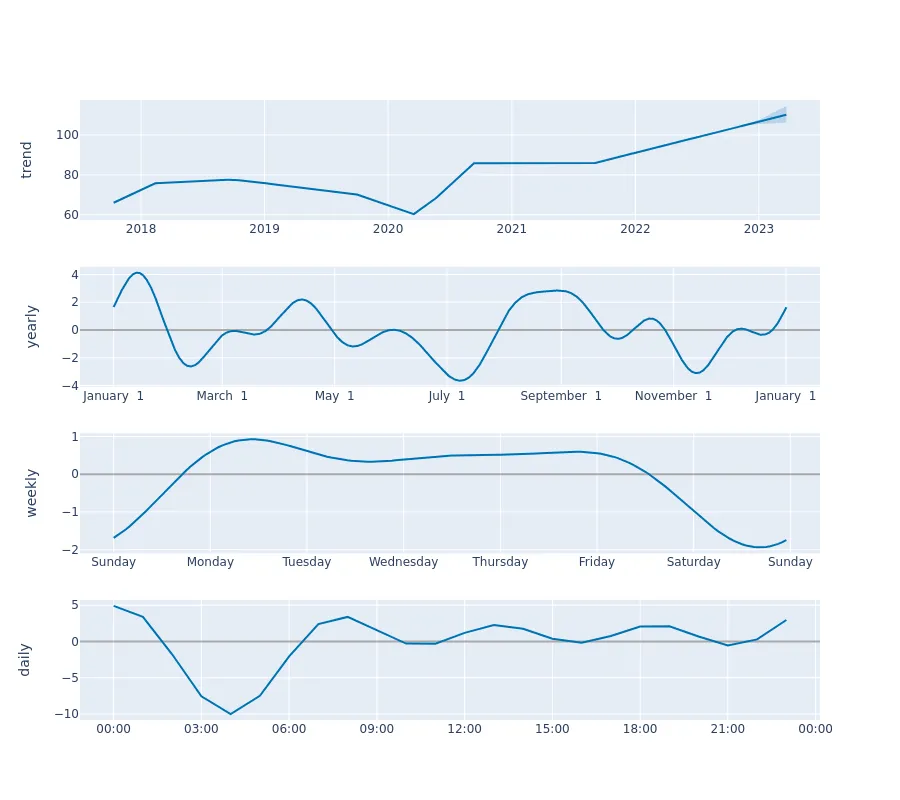 trend
100
80
60
2018 2019 2020 2021 2022 2023
yearly
4
2
0
−2
−4
January 1 March 1 May 1 July 1 September 1 November 1 January 1
weekly
1
0
−1
−2
Sunday Monday Tuesday Wednesday Thursday Friday Saturday Sunday
daily
5
0
−5
−10
00:00 03:00 06:00 09:00 12:00 15:00 18:00 21:00 00:00